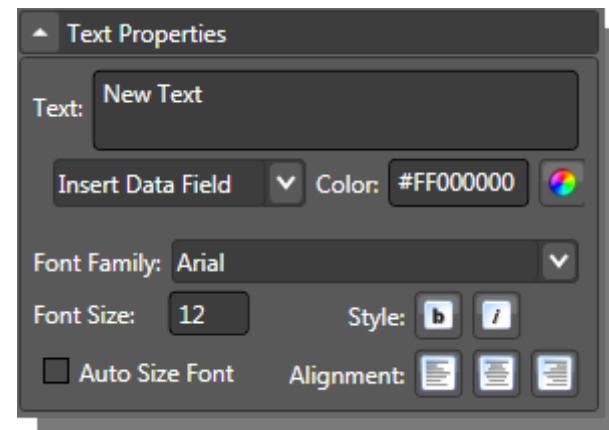 Text Properties
Text: New Text
Insert Data Field Color: #FF000000
Font Family: Arial
Font Size: 12 Style: b i
Auto Size Font Alignment: